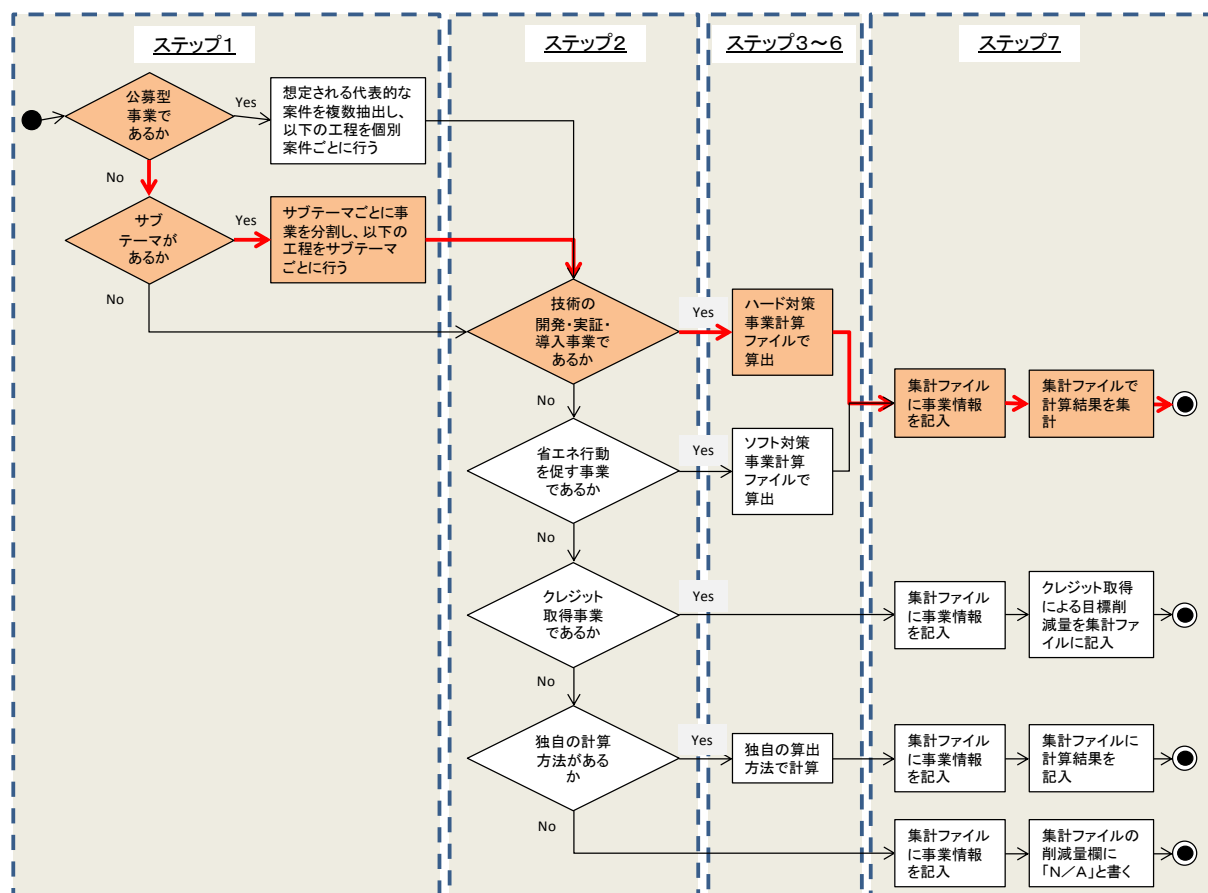 ステップ1
ステップ2
ステップ3～6
ステップ7
公募型
事業で
あるか
Yes
想定される代表的な
案件を複数抽出し、
以下の工程を個別
案件ごとに行う
No
サブ
テーマが
あるか
Yes
サブテーマごとに事
業を分割し、以下の
工程をサブテーマ
ごとに行う
No
技術の
開発・実証・
導入事業で
あるか
Yes
ハード対策
事業計算
ファイルで
算出
集計ファイル
に事業情報
を記入
集計ファイルで
計算結果を集
計
No
省エネ行動
を促す事業
であるか
Yes
ソフト対策
事業計算
ファイルで
算出
No
クレジット
取得事業
であるか
Yes
集計ファイル
に事業情報
を記入
クレジット取得
による目標削
減量を集計ファ
イルに記入
No
独自の計算
方法がある
か
Yes
独自の算出
方法で計算
集計ファイル
に事業情報
を記入
集計ファイルに
計算結果を
記入
No
集計ファイル
に事業情報
を記入
集計ファイルの
削減量欄に
「N／A」と書く